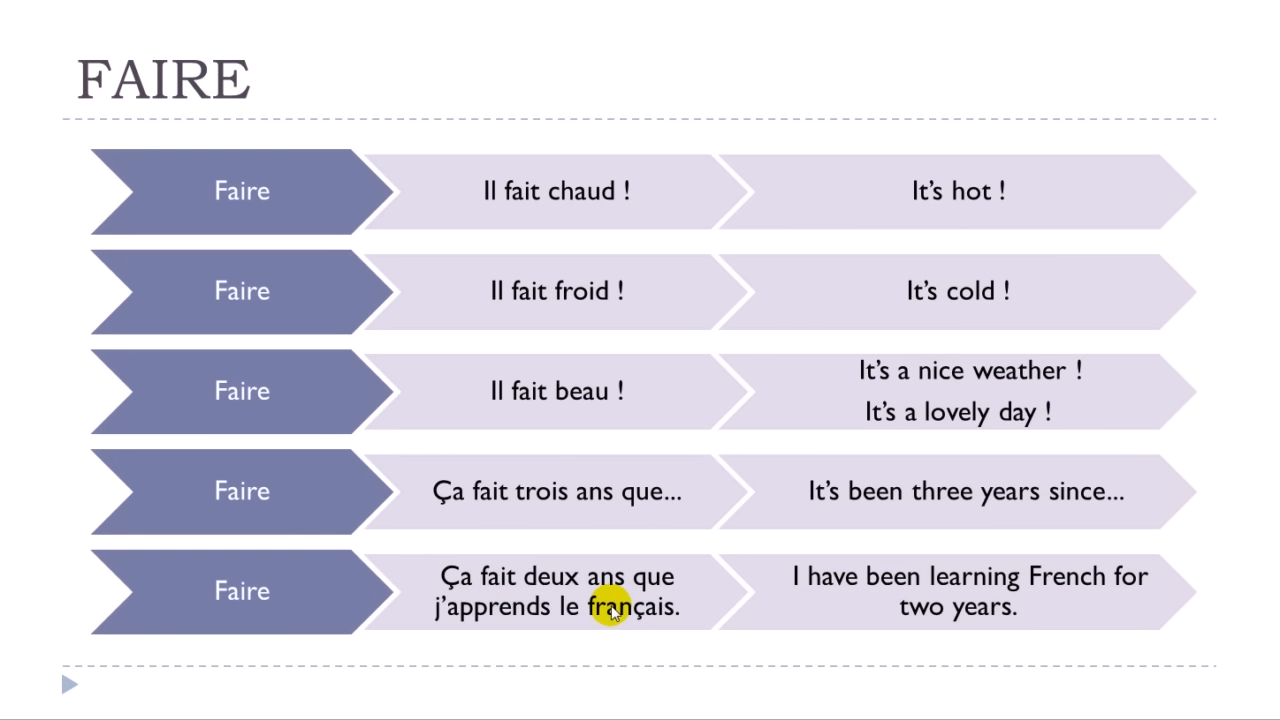 FAIRE
Faire
Il fait chaud !
It's hot !
Faire
Il fait froid !
It's cold !
Faire
Il fait beau !
It's a nice weather !
It's a lovely day !
Faire
Ça fait trois ans que...
It's been three years since...
Faire
Ça fait deux ans que
j'apprends le français.
I have been learning French for
two years.